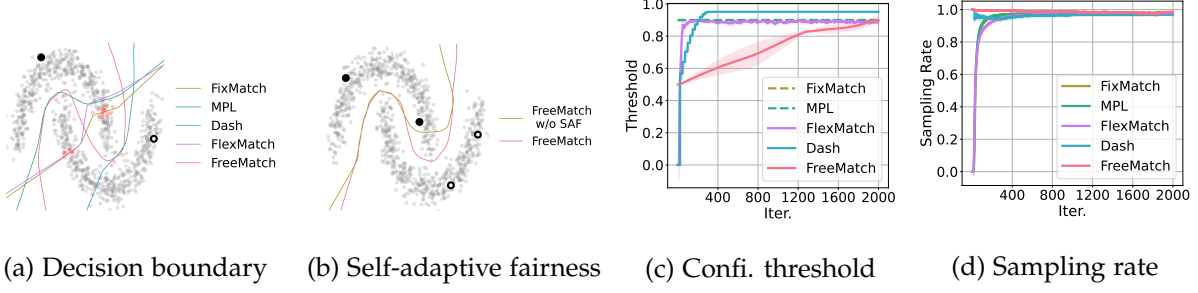 FixMatch
MPL
Dash
FlexMatch
FreeMatch
(a) Decision boundary
FreeMatch
w/o SAF
FreeMatch
(b) Self-adaptive fairness
Threshold
1.0
0.8
0.6
0.4
0.2
0.0
FixMatch
MPL
FlexMatch
Dash
FreeMatch
400 800 1200 1600 2000
Iter.
(c) Confi. threshold
Sampling Rate
1.0
0.8
0.6
0.4
0.2
0.0
FixMatch
MPL
FlexMatch
Dash
FreeMatch
400 800 1200 1600 2000
Iter.
(d) Sampling rate